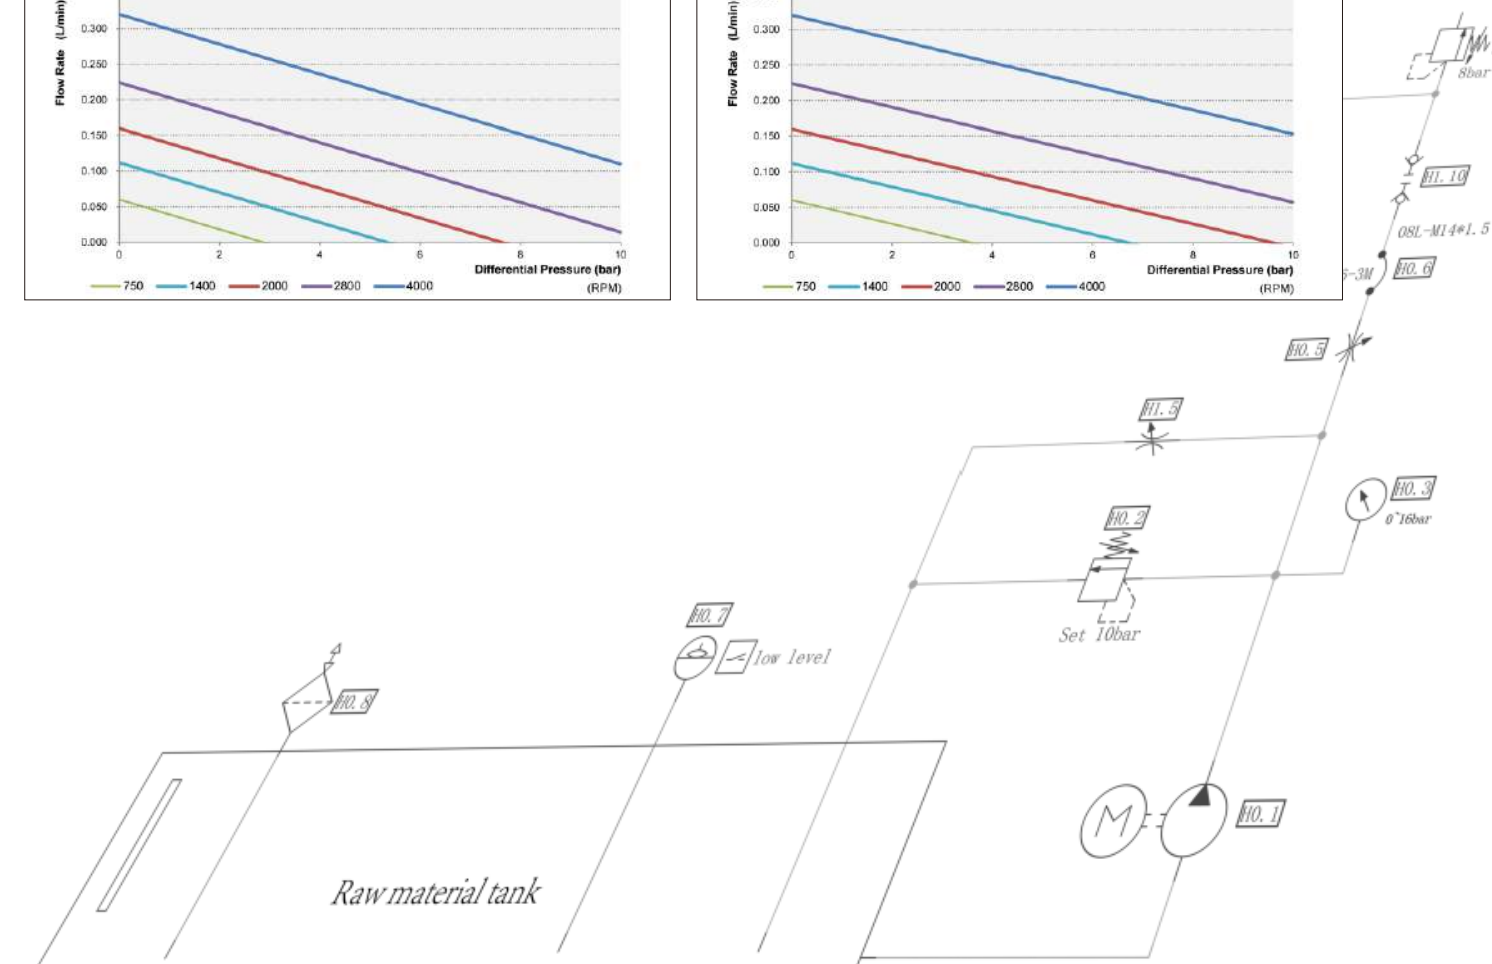 Flow Rate (L/min)
0.300
0.250
0.200
0.150
0.100
0.050
0.000
0 2 4 6 8 10
Differential Pressure (bar)
750 1400 2000 2800 4000 (RPM)
Flow Rate (L/min)
0.300
0.250
0.200
0.150
0.100
0.050
0.000
0 2 4 6 8 10
Differential Pressure (bar)
750 1400 2000 2800 4000 (RPM)
8bar
H1.10
08L-M14*1.5
-3M
H0.6
H0.5
H1.5
H0.3
0~16bar
H0.2
Set 10bar
H0.7
low level
H0.8
H0.1
M
Raw material tank